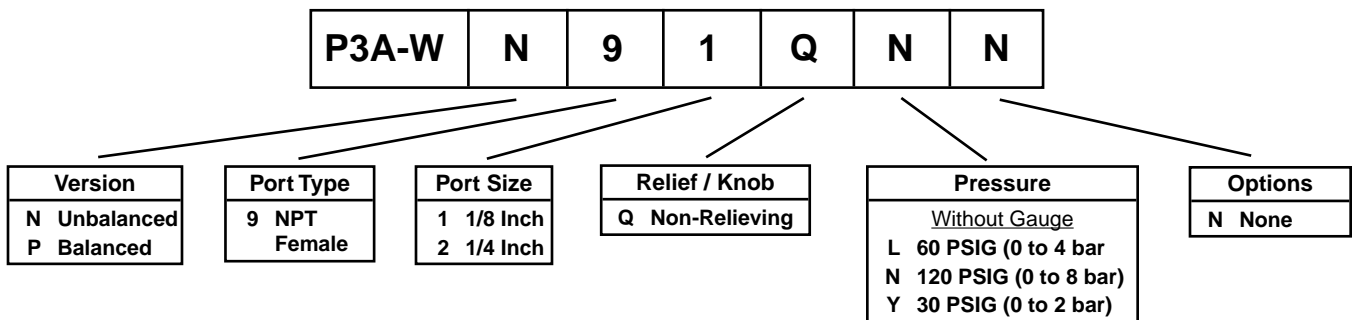 P3A-W N 9 1 Q N N
Version
N Unbalanced
P Balanced
Port Type
9 NPT
Female
Port Size
1 1/8 Inch
2 1/4 Inch
Relief / Knob
Q Non-Relieving
Pressure
Without Gauge
L 60 PSIG (0 to 4 bar
N 120 PSIG (0 to 8 bar)
Y 30 PSIG (0 to 2 bar)
Options
N None